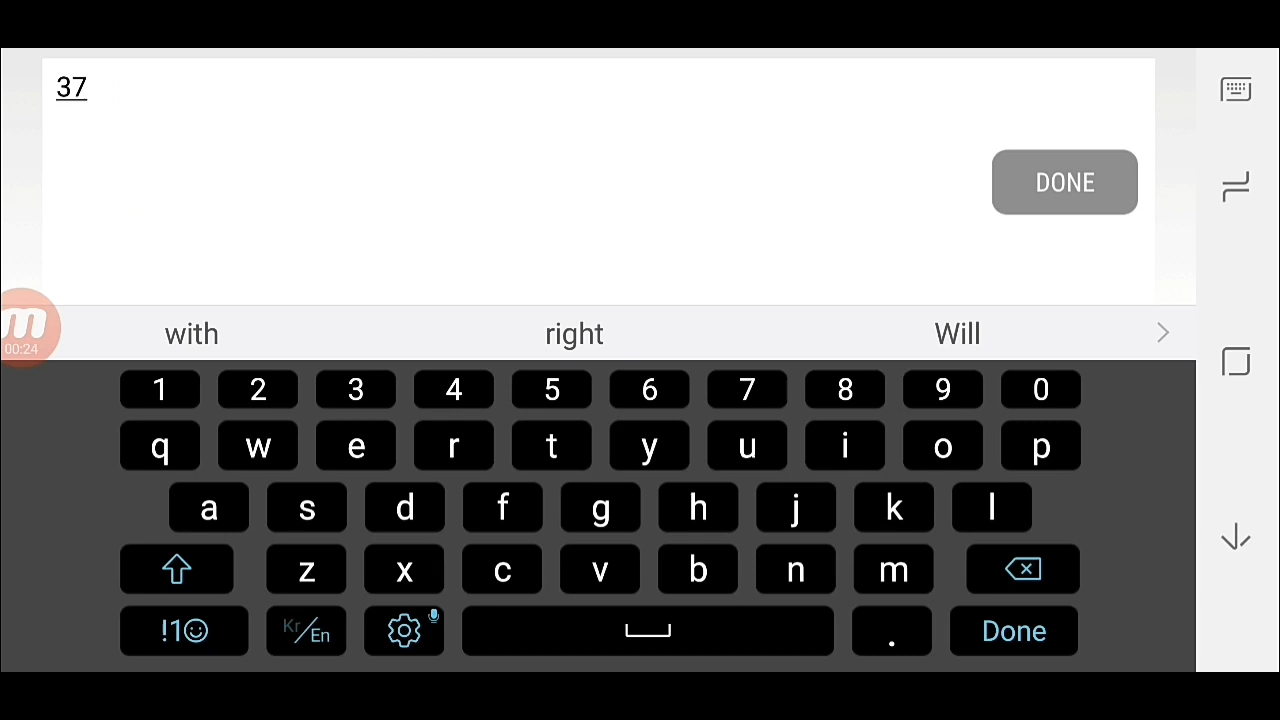 37
DONE
m
00:24
with right Will
1 2 3 4 5 6 7 8 9 0
q w e r t y u i o p
a s d f g h j k l
z x c v b n m
!1☺ Kr/En . Done